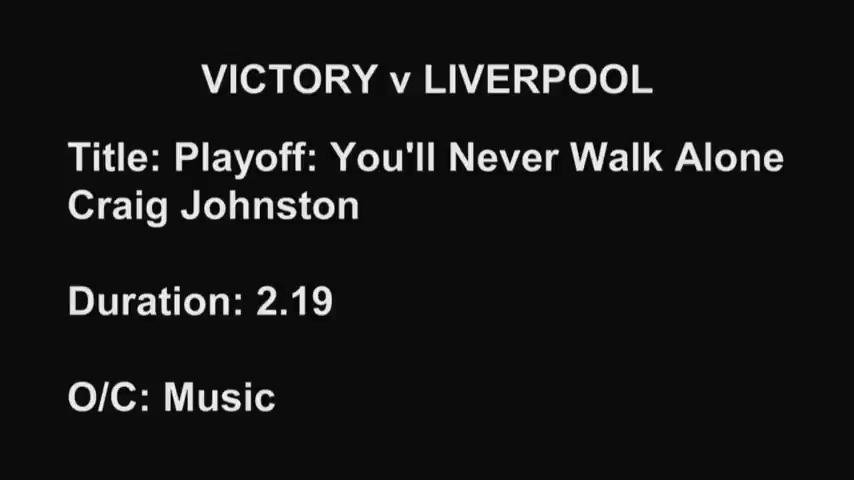 VICTORY v LIVERPOOL
Title: Playoff: You'll Never Walk Alone
Craig Johnston
Duration: 2.19
O/C: Music